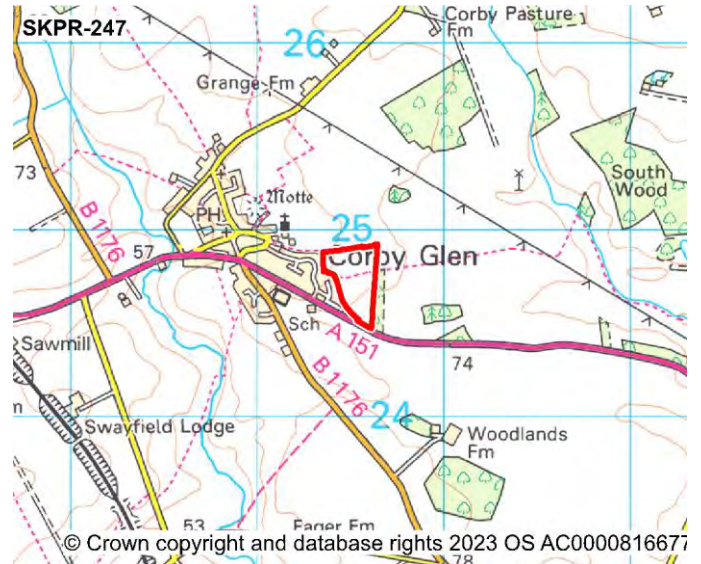 SKPR-247
Corby Pasture
Fm
26
Grange Fm
73
South
Wood
Motte
PH
25
B 1176
57
Corby Glen
Sch
A 151
Sawmill
74
B 1176
24
Swayfield Lodge
Woodlands
Fm
m
53
78
© Crown copyright and database rights 2023 OS AC0000816677